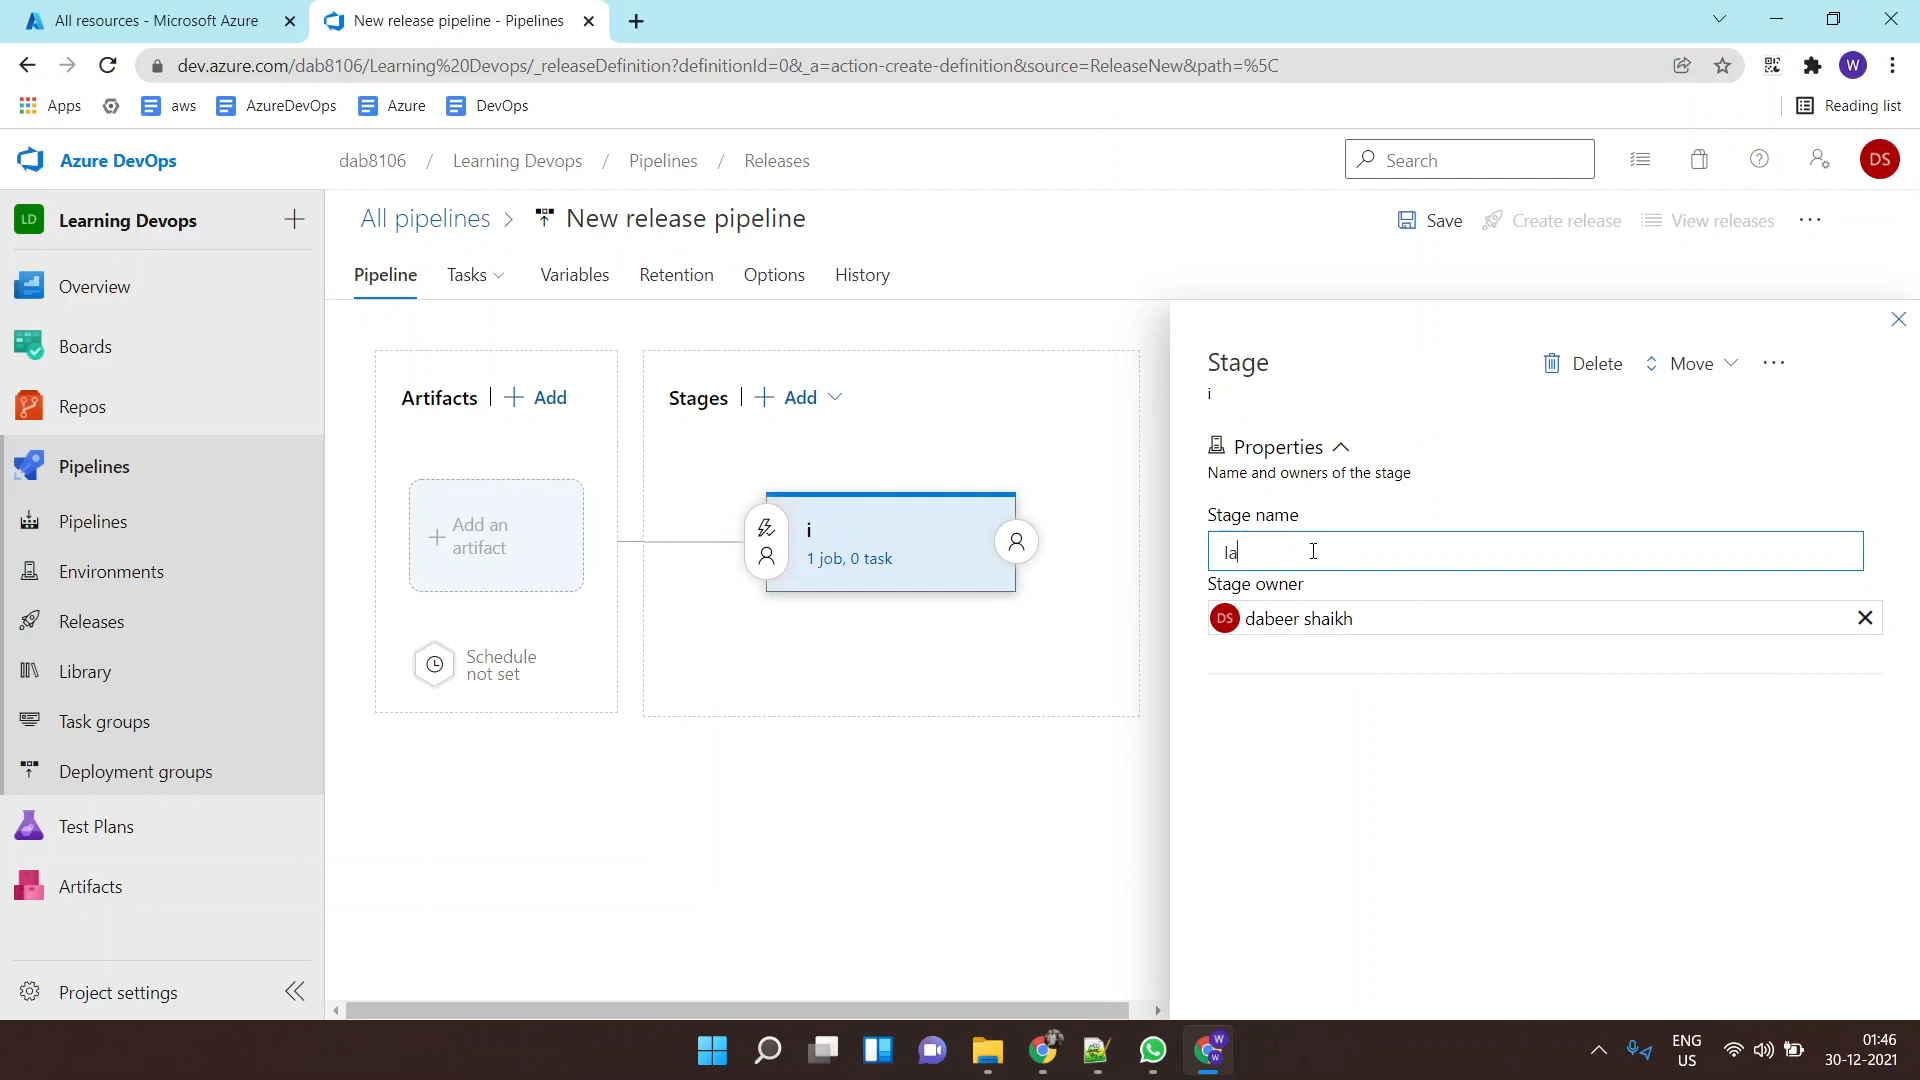 All resources - Microsoft Azure
New release pipeline - Pipelines
dev.azure.com/dab8106/Learning%20Devops/_releaseDefinition?definitionId=0&_a=action-create-definition&source=ReleaseNew&path=%5C
W
Apps
aws
AzureDevOps
Azure
DevOps
Reading list
Azure DevOps
dab8106 / Learning Devops / Pipelines / Releases
Search
DS
LD Learning Devops
All pipelines > New release pipeline
Save
Create release
View releases
Pipeline
Tasks
Variables
Retention
Options
History
Overview
Boards
Repos
Pipelines
Pipelines
Environments
Releases
Library
Task groups
Deployment groups
Test Plans
Artifacts
Project settings
Artifacts | + Add
Add an
artifact
Schedule
not set
Stages | + Add
i
1 job, 0 task
Stage
Delete
Move
i
Properties
Name and owners of the stage
Stage name
Ia
Stage owner
DS dabeer shaikh
ENG
US
01:46
30-12-2021